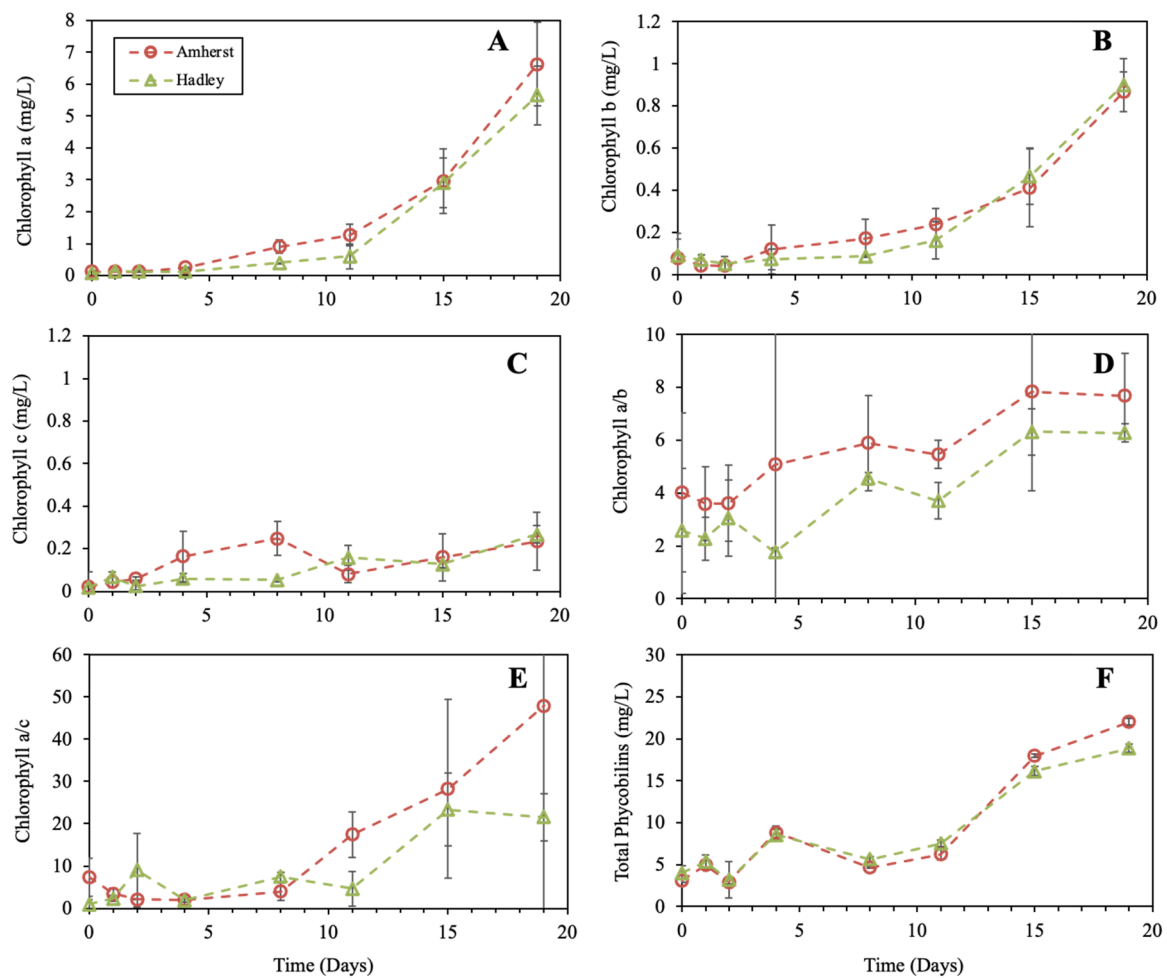 A
Amherst
Hadley
Chlorophyll a (mg/L)
8
7
6
5
4
3
2
1
0
0 5 10 15 20
B
Chlorophyll b (mg/L)
1.2
1
0.8
0.6
0.4
0.2
0
0 5 10 15 20
C
Chlorophyll c (mg/L)
1.2
1
0.8
0.6
0.4
0.2
0
0 5 10 15 20
D
Chlorophyll a/b
10
8
6
4
2
0
0 5 10 15 20
E
Chlorophyll a/c
60
50
40
30
20
10
0
0 5 10 15 20
Time (Days)
F
Total Phycobilins (mg/L)
30
25
20
15
10
5
0
0 5 10 15 20
Time (Days)